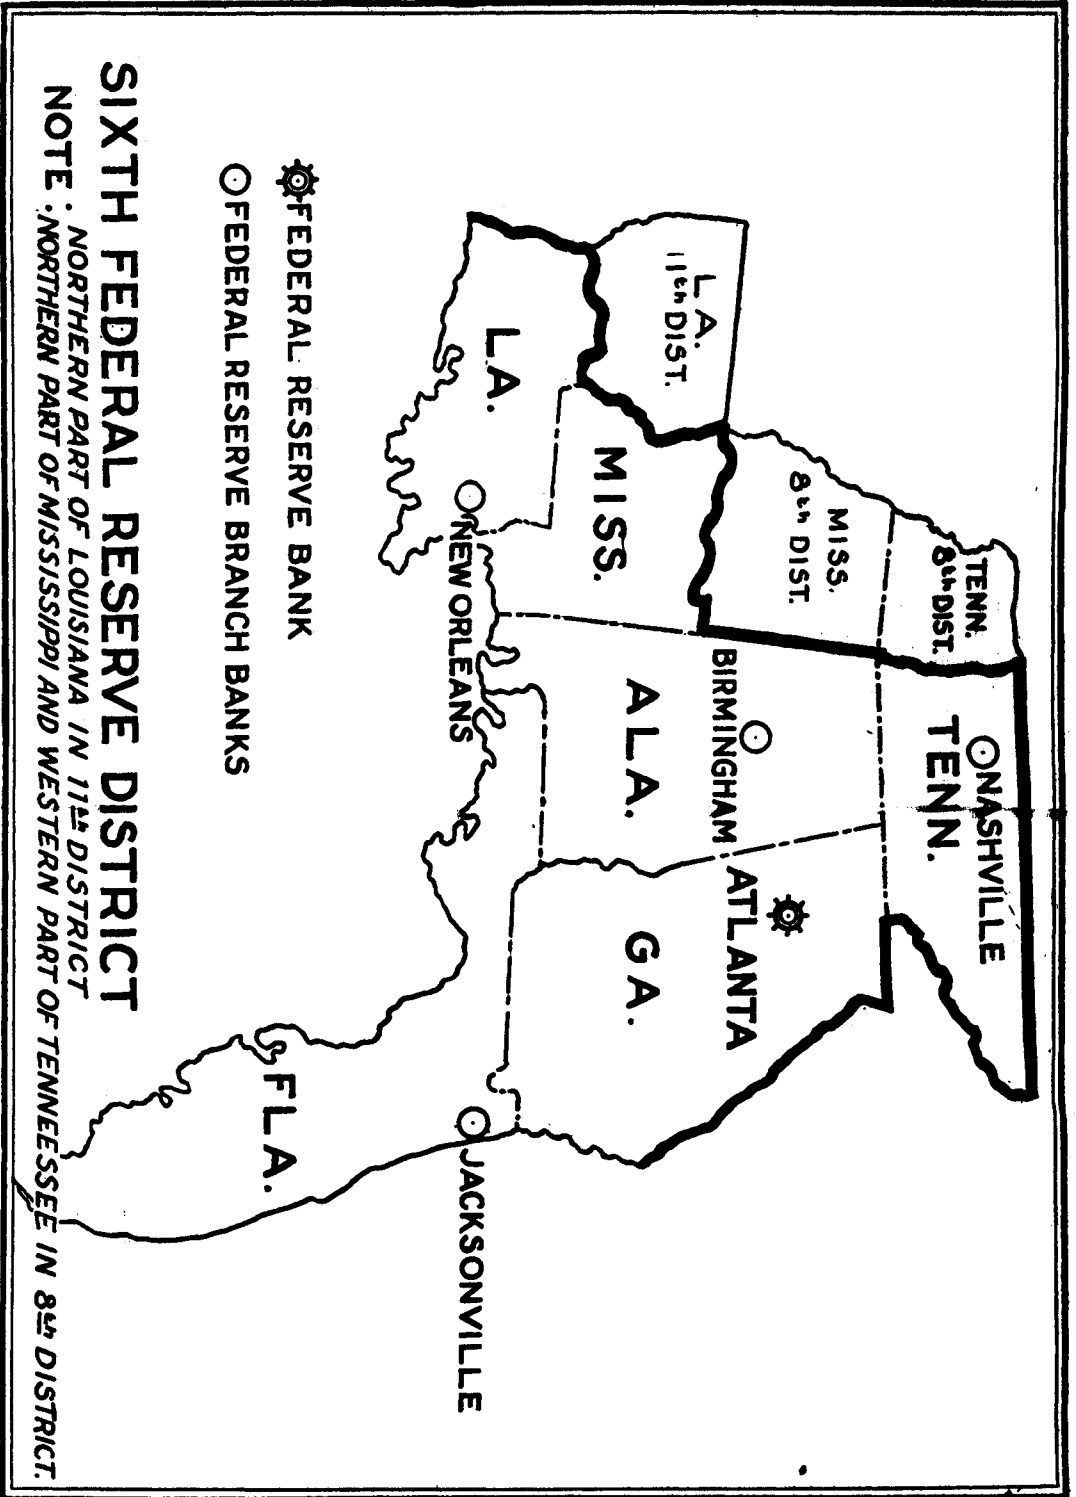 TENN.
8th DIST.
NASHVILLE
TENN.
MISS.
8th DIST.
L A.
11th DIST.
BIRMINGHAM
ATLANTA
MISS.
ALA.
GA.
LA.
NEW ORLEANS
JACKSONVILLE
FLA.
FEDERAL RESERVE BANK
FEDERAL RESERVE BRANCH BANKS
SIXTH FEDERAL RESERVE DISTRICT
NOTE: NORTHERN PART OF LOUISIANA IN 11th DISTRICT
NORTHERN PART OF MISSISSIPPI AND WESTERN PART OF TENNEESSEE IN 8th DISTRICT.